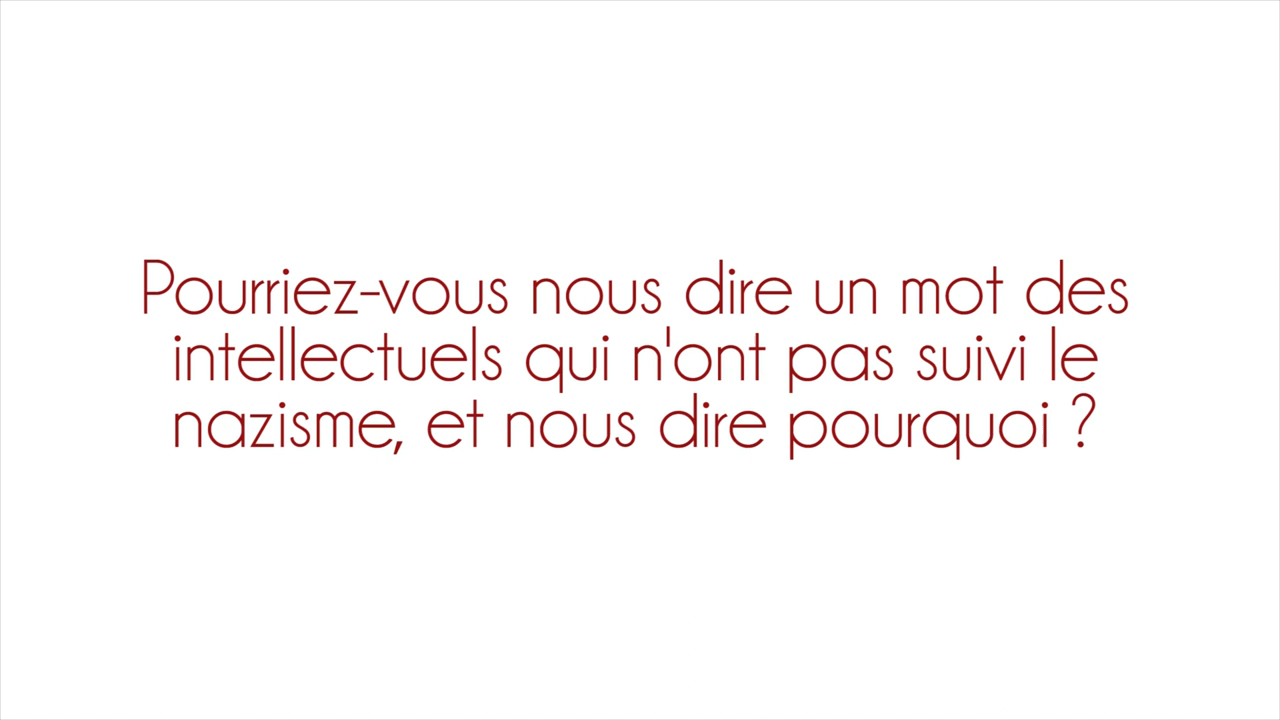 Pourriez-vous nous dire un mot des
intellectuels qui n'ont pas suivi le
nazisme, et nous dire pourquoi ?